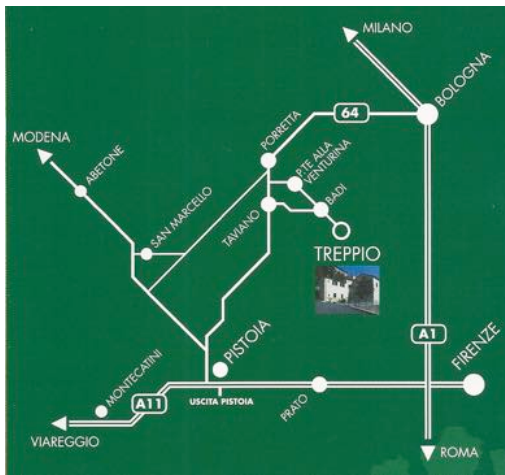 MILANO
BOLOGNA
64
MODENA
PORRETTA
P.TE ALLA
VENTURINA
ABETONE
BADI
SAN MARCELLO
TAVIANO
TREPPIO
A1
PISTOIA
FIRENZE
MONTECATINI
A11
USCITA PISTOIA
PRATO
VIAREGGIO
ROMA